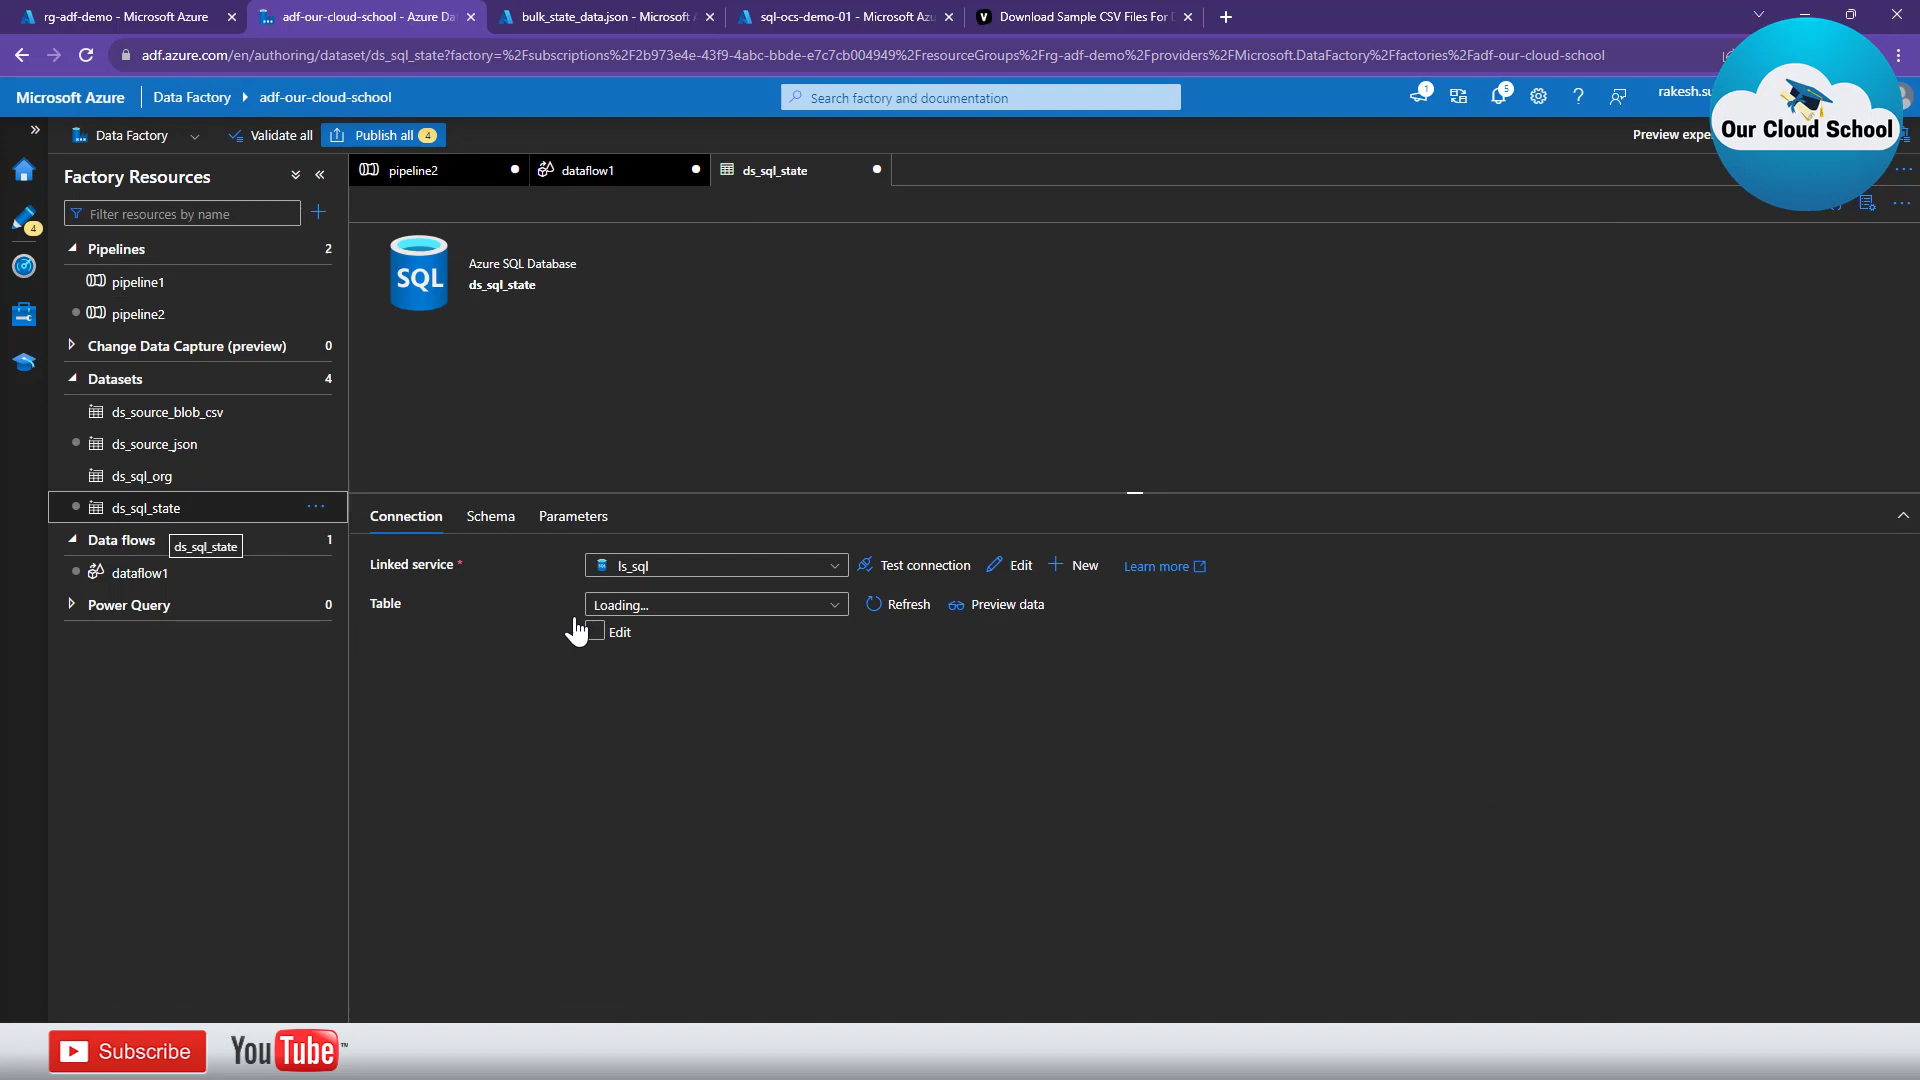 rg-adf-demo - Microsoft Azure
adf-our-cloud-school - Azure Da
bulk_state_data.json - Microsoft
sql-ocs-demo-01 - Microsoft Azu
Download Sample CSV Files For
adf.azure.com/en/authoring/dataset/ds_sql_state?factory=%2Fsubscriptions%2F2b973e4e-43f9-4abc-bbde-e7c7cb004949%2FresourceGroups%2Frg-adf-demo%2Fproviders%2FMicrosoft.DataFactory%2Ffactories%2Fadf-our-cloud-school
Microsoft Azure
Data Factory
adf-our-cloud-school
Search factory and documentation
1
5
rakesh.su
Our Cloud School
Data Factory
Validate all
Publish all 4
Preview expe
Factory Resources
pipeline2
dataflow1
ds_sql_state
Filter resources by name
4
Pipelines 2
pipeline1
pipeline2
Change Data Capture (preview) 0
Datasets 4
ds_source_blob_csv
ds_source_json
ds_sql_org
ds_sql_state
Data flows 1
ds_sql_state
dataflow1
Power Query 0
SQL
Azure SQL Database
ds_sql_state
Connection
Schema
Parameters
Linked service *
ls_sql
Test connection
Edit
New
Learn more
Table
Loading...
Refresh
Preview data
Edit
Subscribe
YouTube
TM